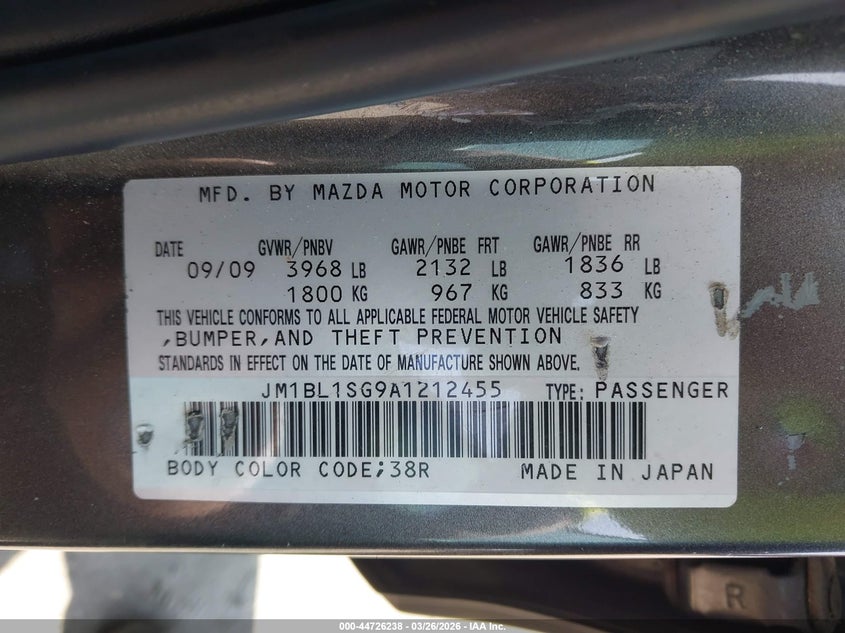 MFD. BY MAZDA MOTOR CORPORATION
DATE GVWR/PNBV GAWR/PNBE FRT GAWR/PNBE RR
09/09 3968 LB 2132 LB 1836 LB
1800 KG 967 KG 833 KG
THIS VEHICLE CONFORMS TO ALL APPLICABLE FEDERAL MOTOR VEHICLE SAFETY
,BUMPER,AND THEFT PREVENTION
STANDARDS IN EFFECT ON THE DATE OF MANUFACTURE SHOWN ABOVE.
JM1BL1SG9A1212455 TYPE: PASSENGER
BODY COLOR CODE;38R MADE IN JAPAN
R
000-44726238 - 03/26/2026 - IAA Inc.